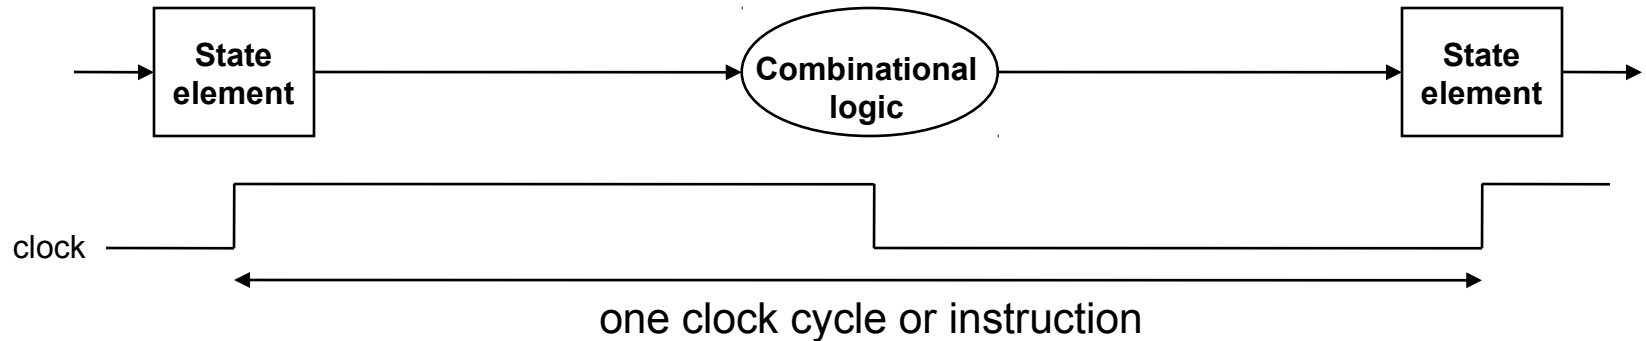 State
element
Combinational
logic
State
element
clock
one clock cycle or instruction